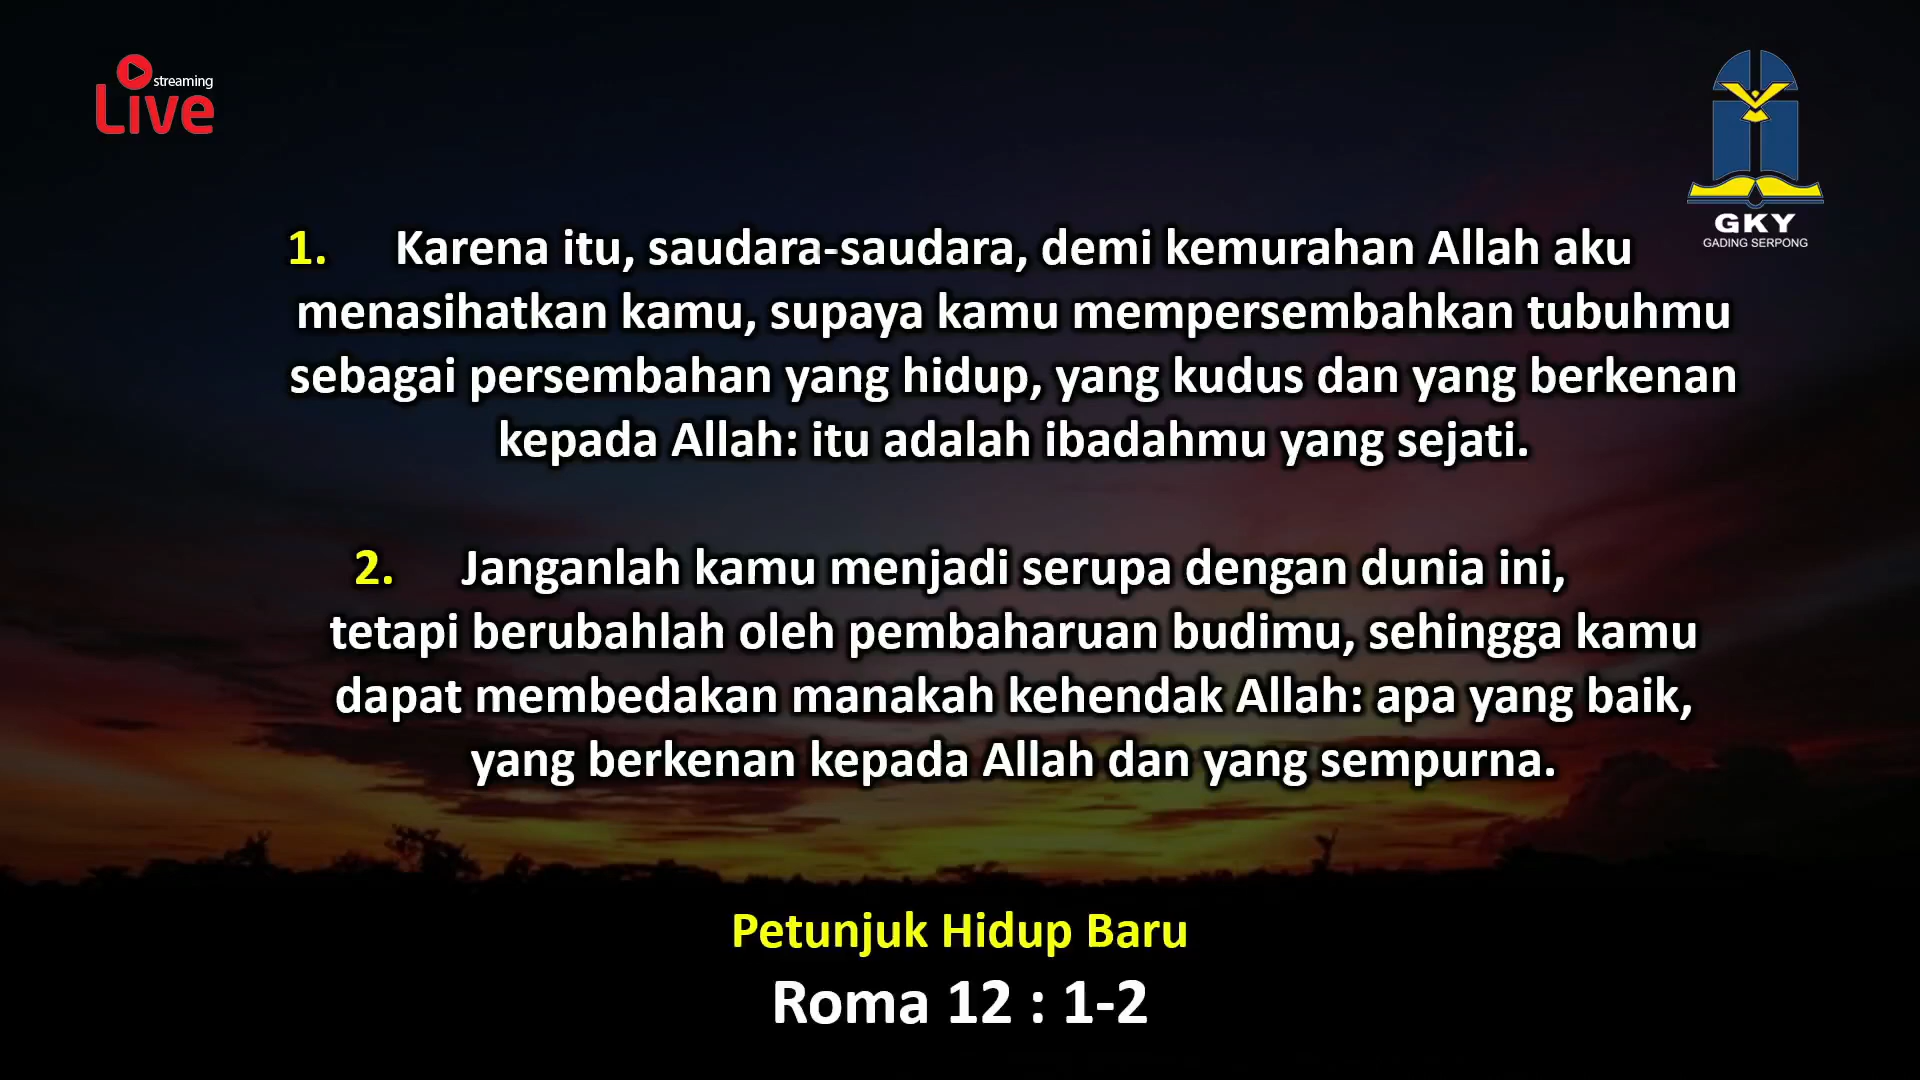 streaming
Live
GKY
GADING SERPONG
1. Karena itu, saudara-saudara, demi kemurahan Allah aku
menasihatkan kamu, supaya kamu mempersembahkan tubuhmu
sebagai persembahan yang hidup, yang kudus dan yang berkenan
kepada Allah: itu adalah ibadahmu yang sejati.
2. Janganlah kamu menjadi serupa dengan dunia ini,
tetapi berubahlah oleh pembaharuan budimu, sehingga kamu
dapat membedakan manakah kehendak Allah: apa yang baik,
yang berkenan kepada Allah dan yang sempurna.
Petunjuk Hidup Baru
Roma 12 : 1-2